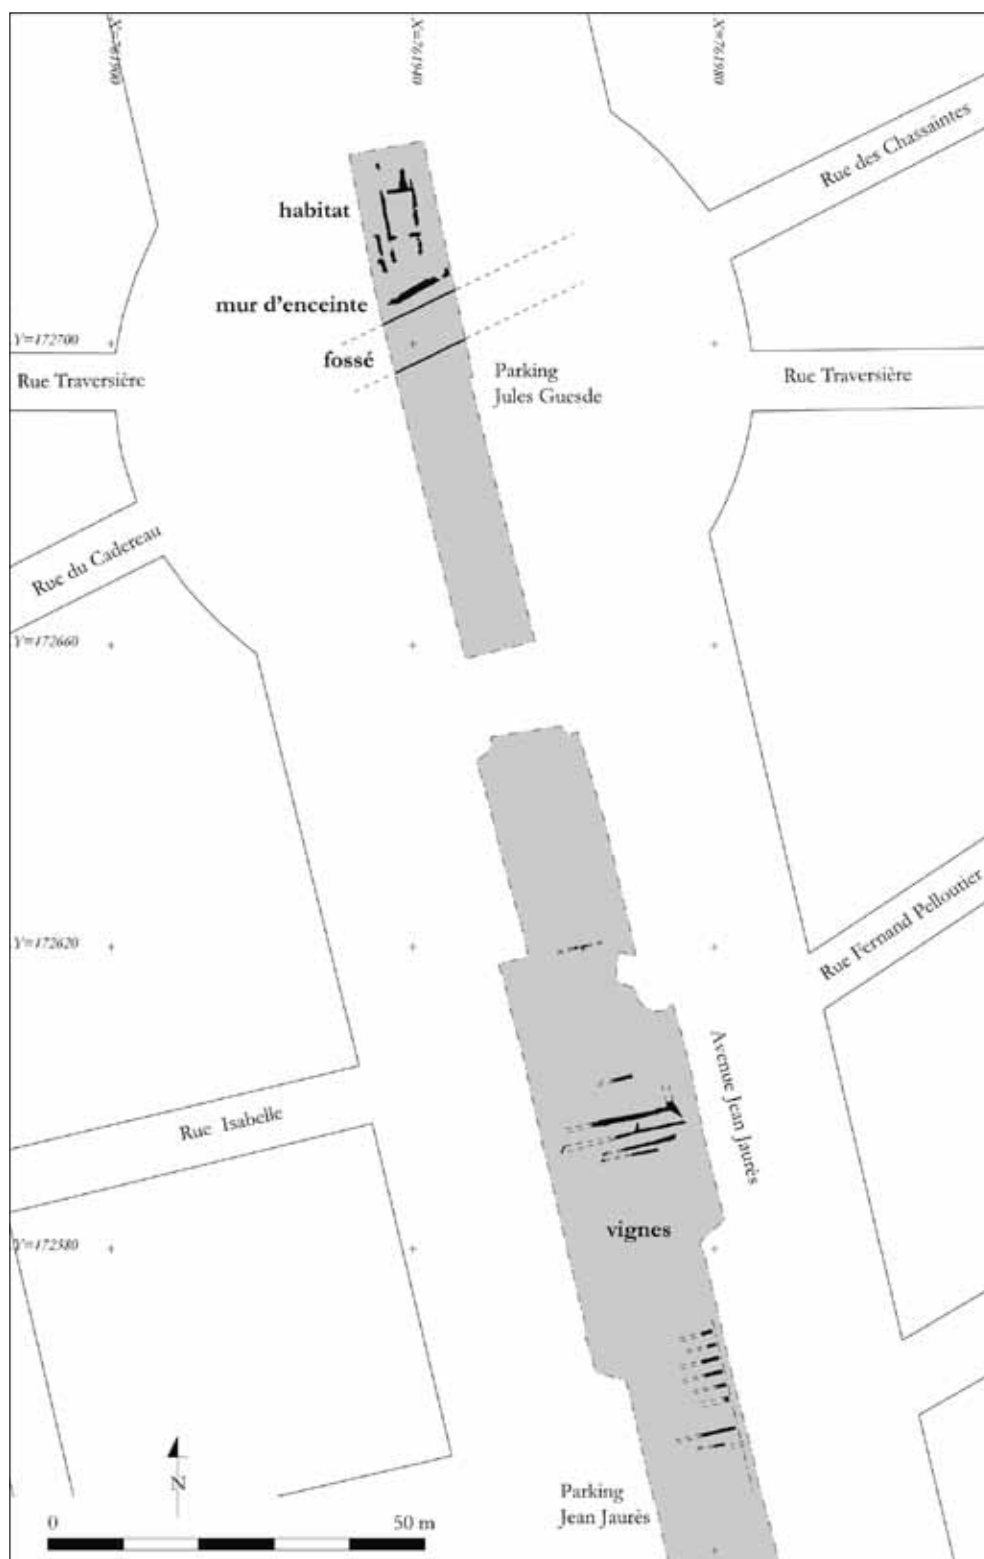 X=761900
X=761940
X=761980
Rue des Chassaintes
habitat
mur d'enceinte
Y=172700
fossé
Rue Traversière
Parking
Jules Guesde
Rue Traversière
Rue du Cadereau
Y=172660
Rue Fernand Pelloutier
Y=172620
Avenue Jean Jaurès
Rue Isabelle
vignes
Y=172580
N
Parking
Jean Jaurès
0 50 m